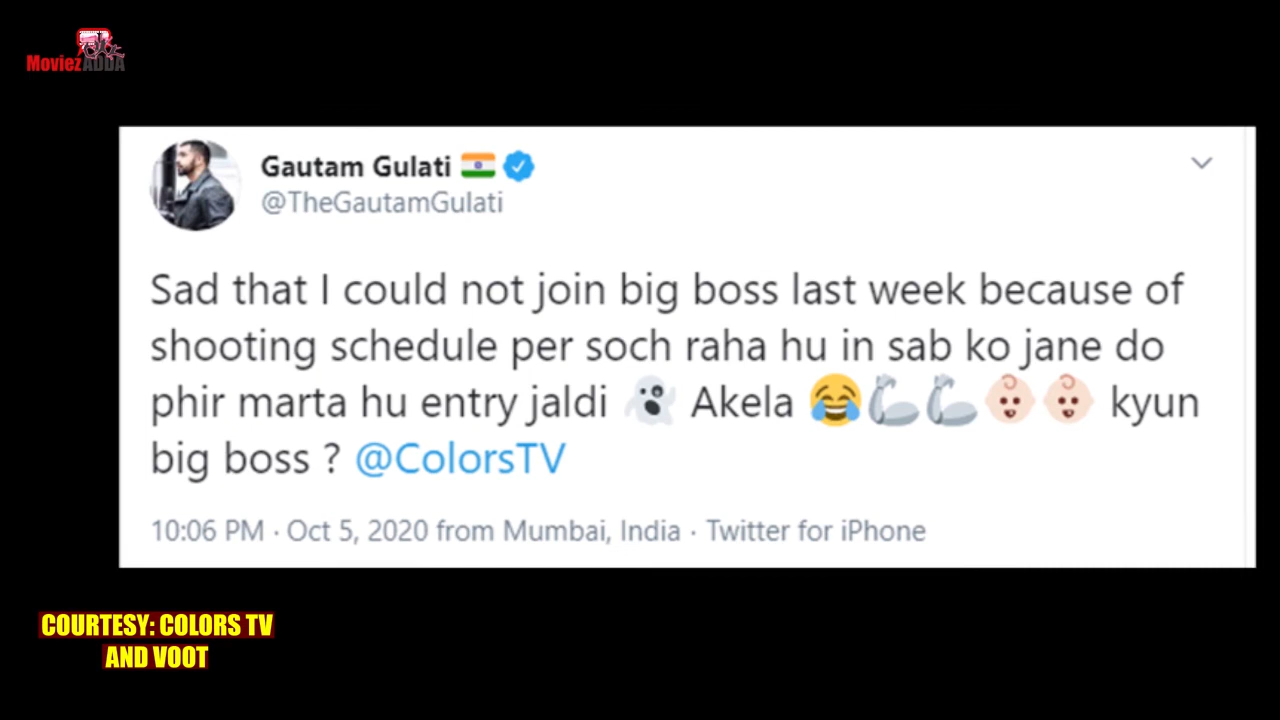 MoviezADDA
Gautam Gulati 🇮🇳
@TheGautamGulati
Sad that I could not join big boss last week because of
shooting schedule per soch raha hu in sab ko jane do
phir marta hu entry jaldi 👻 Akela 😂🦾🦾👶🏻👶🏻 kyun
big boss ? @ColorsTV
10:06 PM · Oct 5, 2020 from Mumbai, India · Twitter for iPhone
COURTESY: COLORS TV
AND VOOT